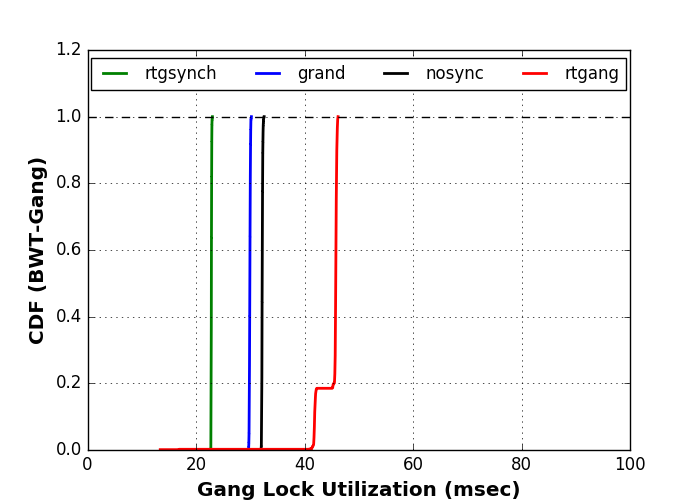 1.2
rtgsynch grand nosync rtgang
1.0
0.8
0.6
0.4
0.2
0.0
CDF (BWT-Gang)
0 20 40 60 80 100
Gang Lock Utilization (msec)